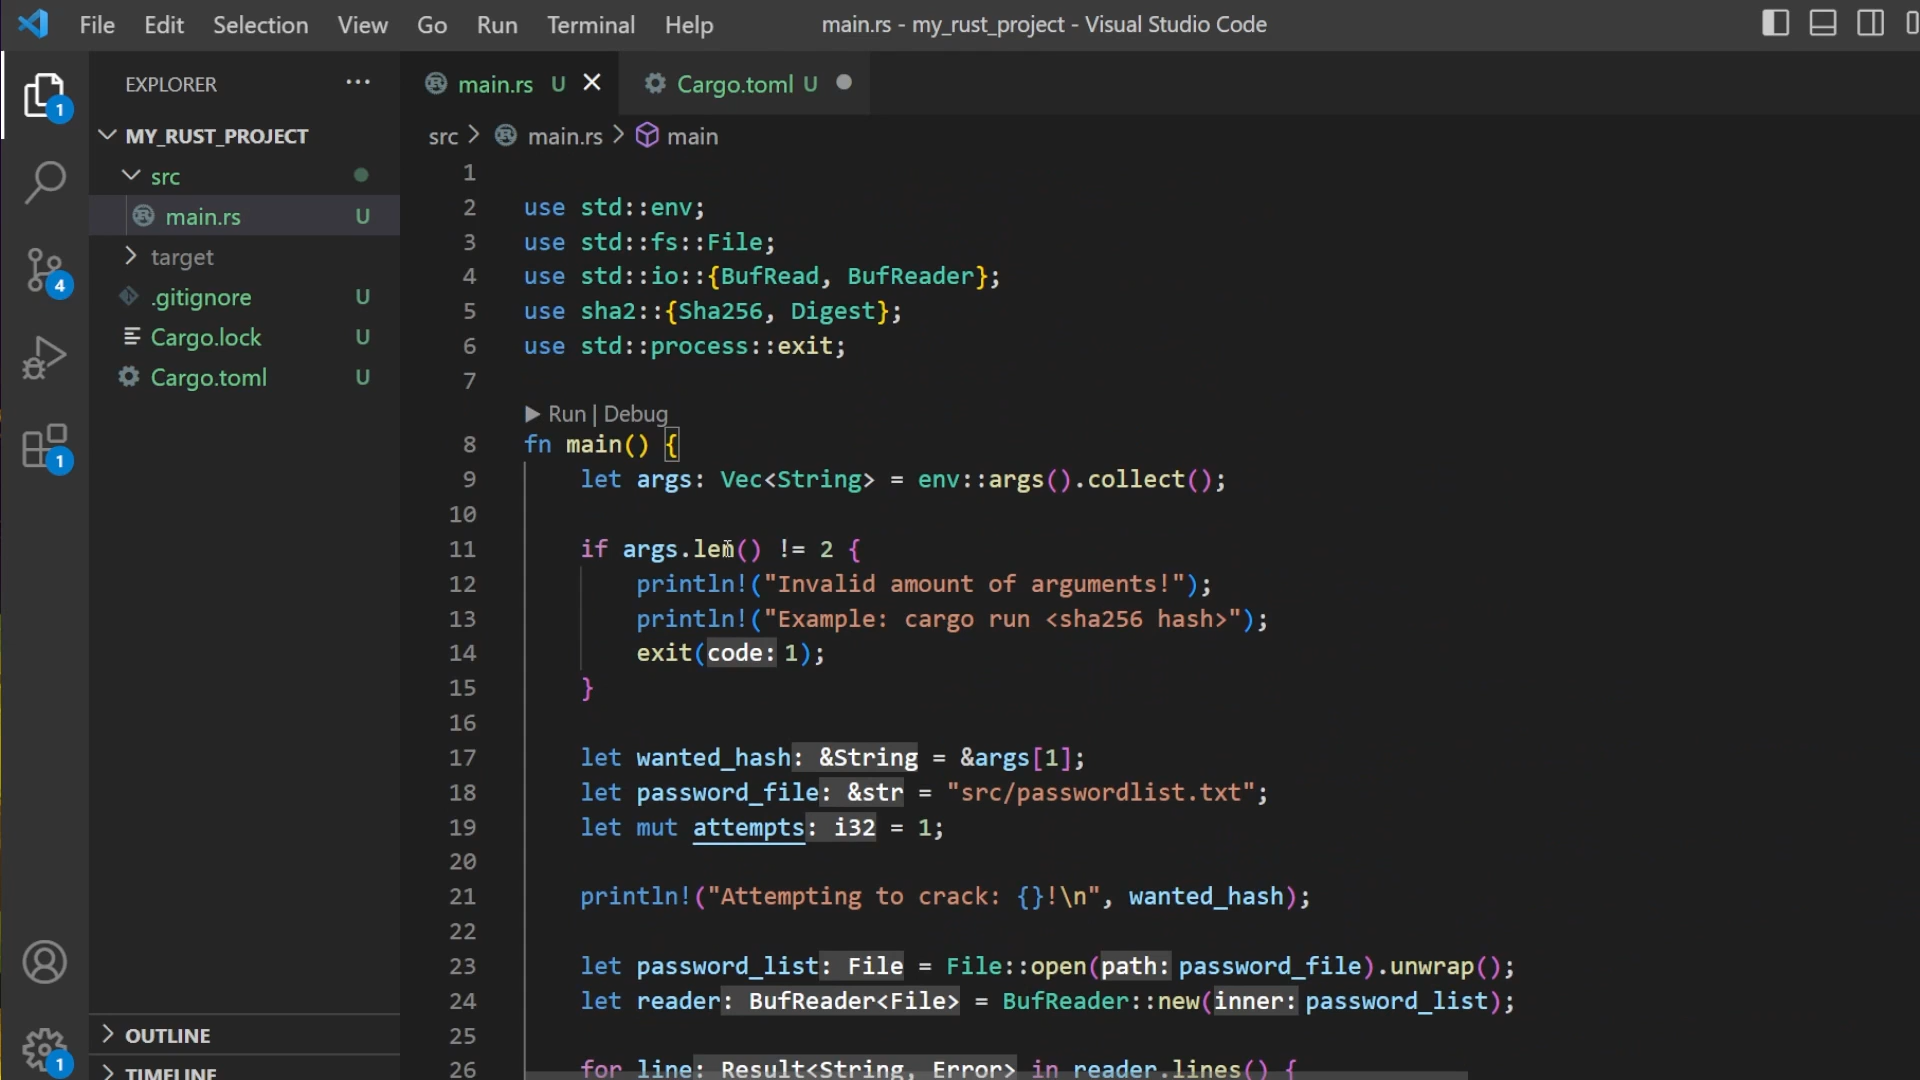 File Edit Selection View Go Run Terminal Help main.rs - my_rust_project - Visual Studio Code
EXPLORER ···
MY_RUST_PROJECT
src
main.rs U
target
.gitignore U
Cargo.lock U
Cargo.toml U
OUTLINE
TIMELINE
1
4
1
1
main.rs U Cargo.toml U
src > main.rs > main
1
2 use std::env;
3 use std::fs::File;
4 use std::io::{BufRead, BufReader};
5 use sha2::{Sha256, Digest};
6 use std::process::exit;
7
Run | Debug
8 fn main() {
9 let args: Vec<String> = env::args().collect();
10
11 if args.len() != 2 {
12 println!("Invalid amount of arguments!");
13 println!("Example: cargo run <sha256 hash>");
14 exit(code: 1);
15 }
16
17 let wanted_hash: &String = &args[1];
18 let password_file: &str = "src/passwordlist.txt";
19 let mut attempts: i32 = 1;
20
21 println!("Attempting to crack: {}!\n", wanted_hash);
22
23 let password_list: File = File::open(path: password_file).unwrap();
24 let reader: BufReader<File> = BufReader::new(inner: password_list);
25
26 for line: Result<String, Error> in reader.lines() {